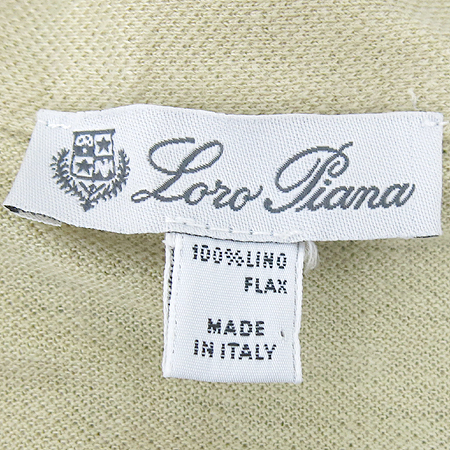 Loro Piana
100% LINO
FLAX
MADE
IN ITALY